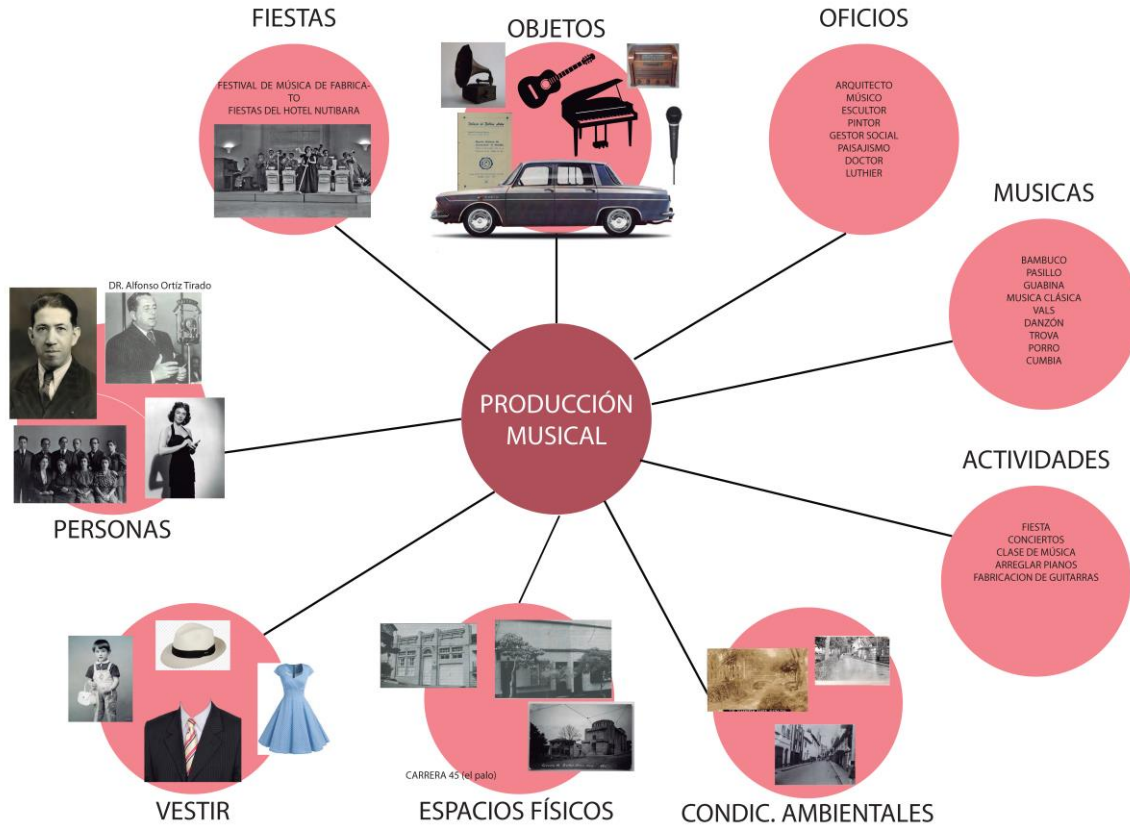 FIESTAS
FESTIVAL DE MÚSICA DE FABRICA-
TO
FIESTAS DEL HOTEL NUTIBARA
OBJETOS
OFICIOS
ARQUITECTO
MÚSICO
ESCULTOR
PINTOR
GESTOR SOCIAL
PAISAJISMO
DOCTOR
LUTHIER
MUSICAS
BAMBUCO
PASILLO
GUABINA
MUSICA CLÁSICA
VALS
DANZÓN
TROVA
PORRO
CUMBIA
DR. Alfonso Ortíz Tirado
PERSONAS
PRODUCCIÓN
MUSICAL
ACTIVIDADES
FIESTA
CONCIERTOS
CLASE DE MÚSICA
ARREGLAR PIANOS
FABRICACION DE GUITARRAS
VESTIR
CARRERA 45 (el palo)
ESPACIOS FÍSICOS
CONDIC. AMBIENTALES